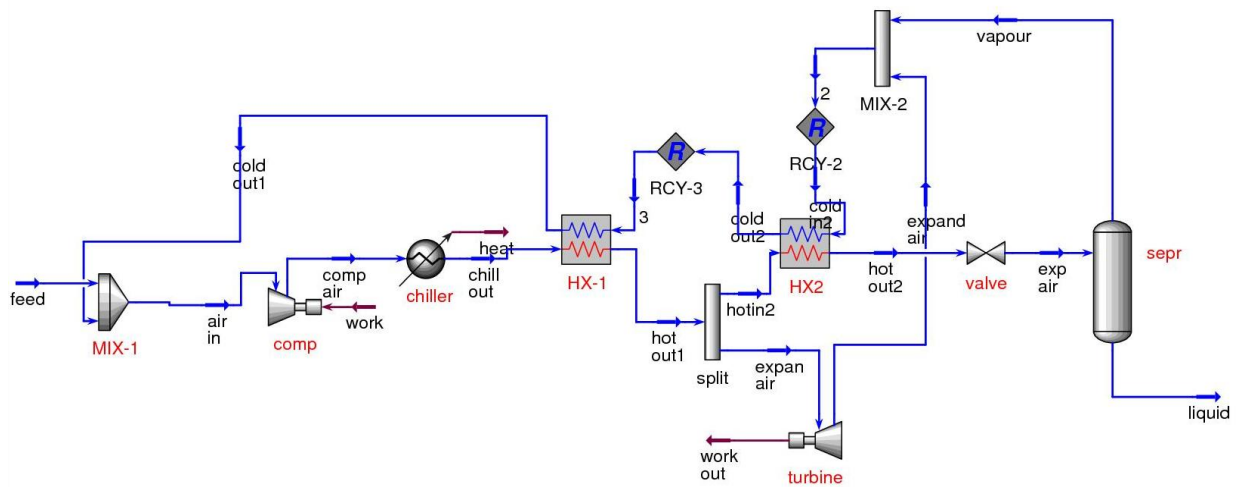 vapour
MIX-2
2
R
RCY-2
cold
out1
R
RCY-3
3
cold
in2
cold
out2
expand
air
heat
HX-1
HX2
hot
out2
valve
exp
air
sepr
feed
MIX-1
air
in
comp
air
chiller
chill
out
work
comp
hot
out1
hotin2
split
expan
air
liquid
work
out
turbine